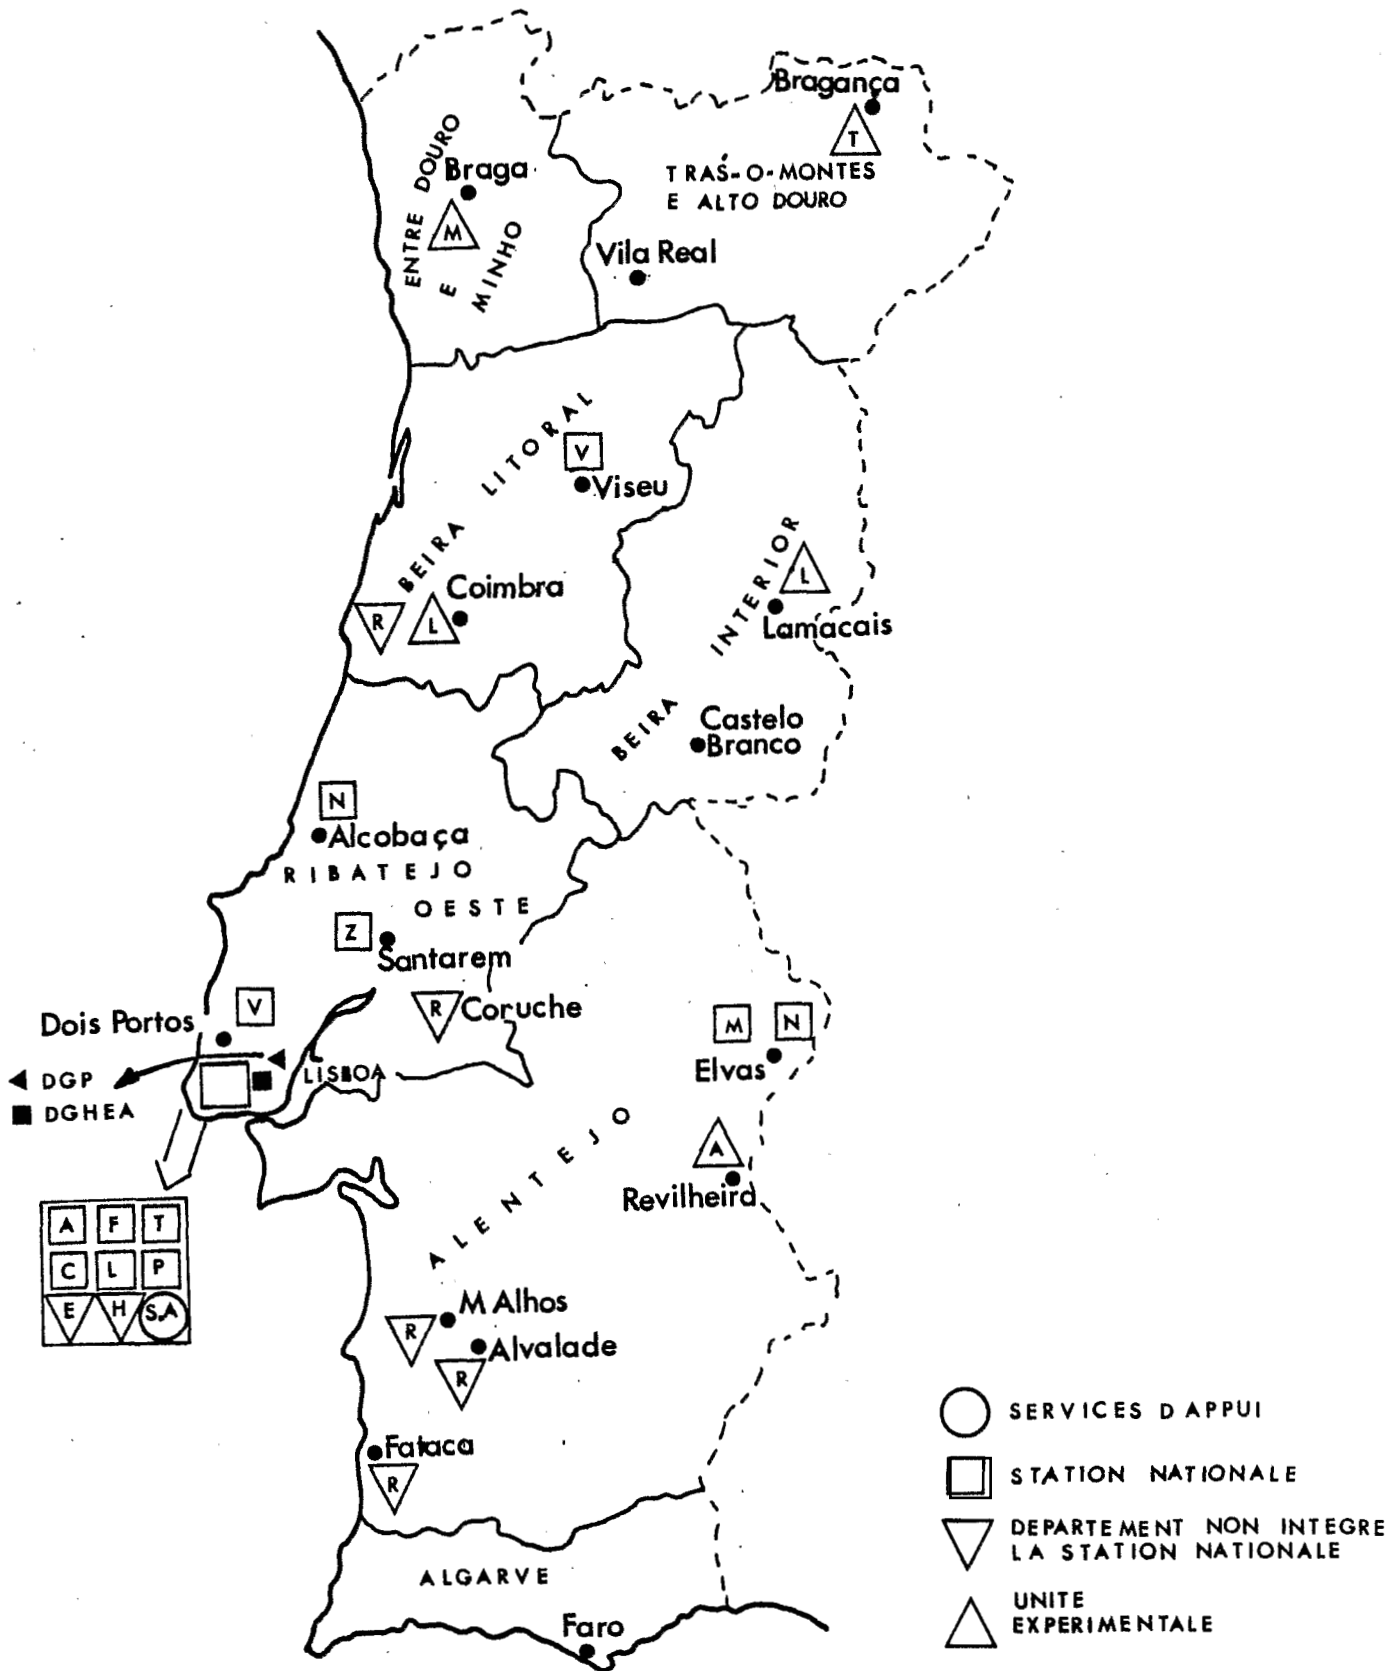 Bragança
T
TRAŚ-O-MONTES
E ALTO DOURO
Braga
M
ENTRE DOURO
E MINHO
Vila Real
BEIRA LITORAL
V
Viseu
Coimbra
R
L
BEIRA INTERIOR
L
Lamacais
Castelo
Branco
N
Alcobaça
RIBATEJO
OESTE
Z
Santarem
R
Coruche
V
Dois Portos
LISBOA
DGP
DGHEA
M
N
Elvas
A
Revilheira
ALENTEJO
A F T
C L P
E H S.A
M Alhos
R
Alvalade
R
Fataca
R
ALGARVE
Faro
SERVICES D APPUI
STATION NATIONALE
DEPARTEMENT NON INTEGRE
LA STATION NATIONALE
UNITE
EXPERIMENTALE